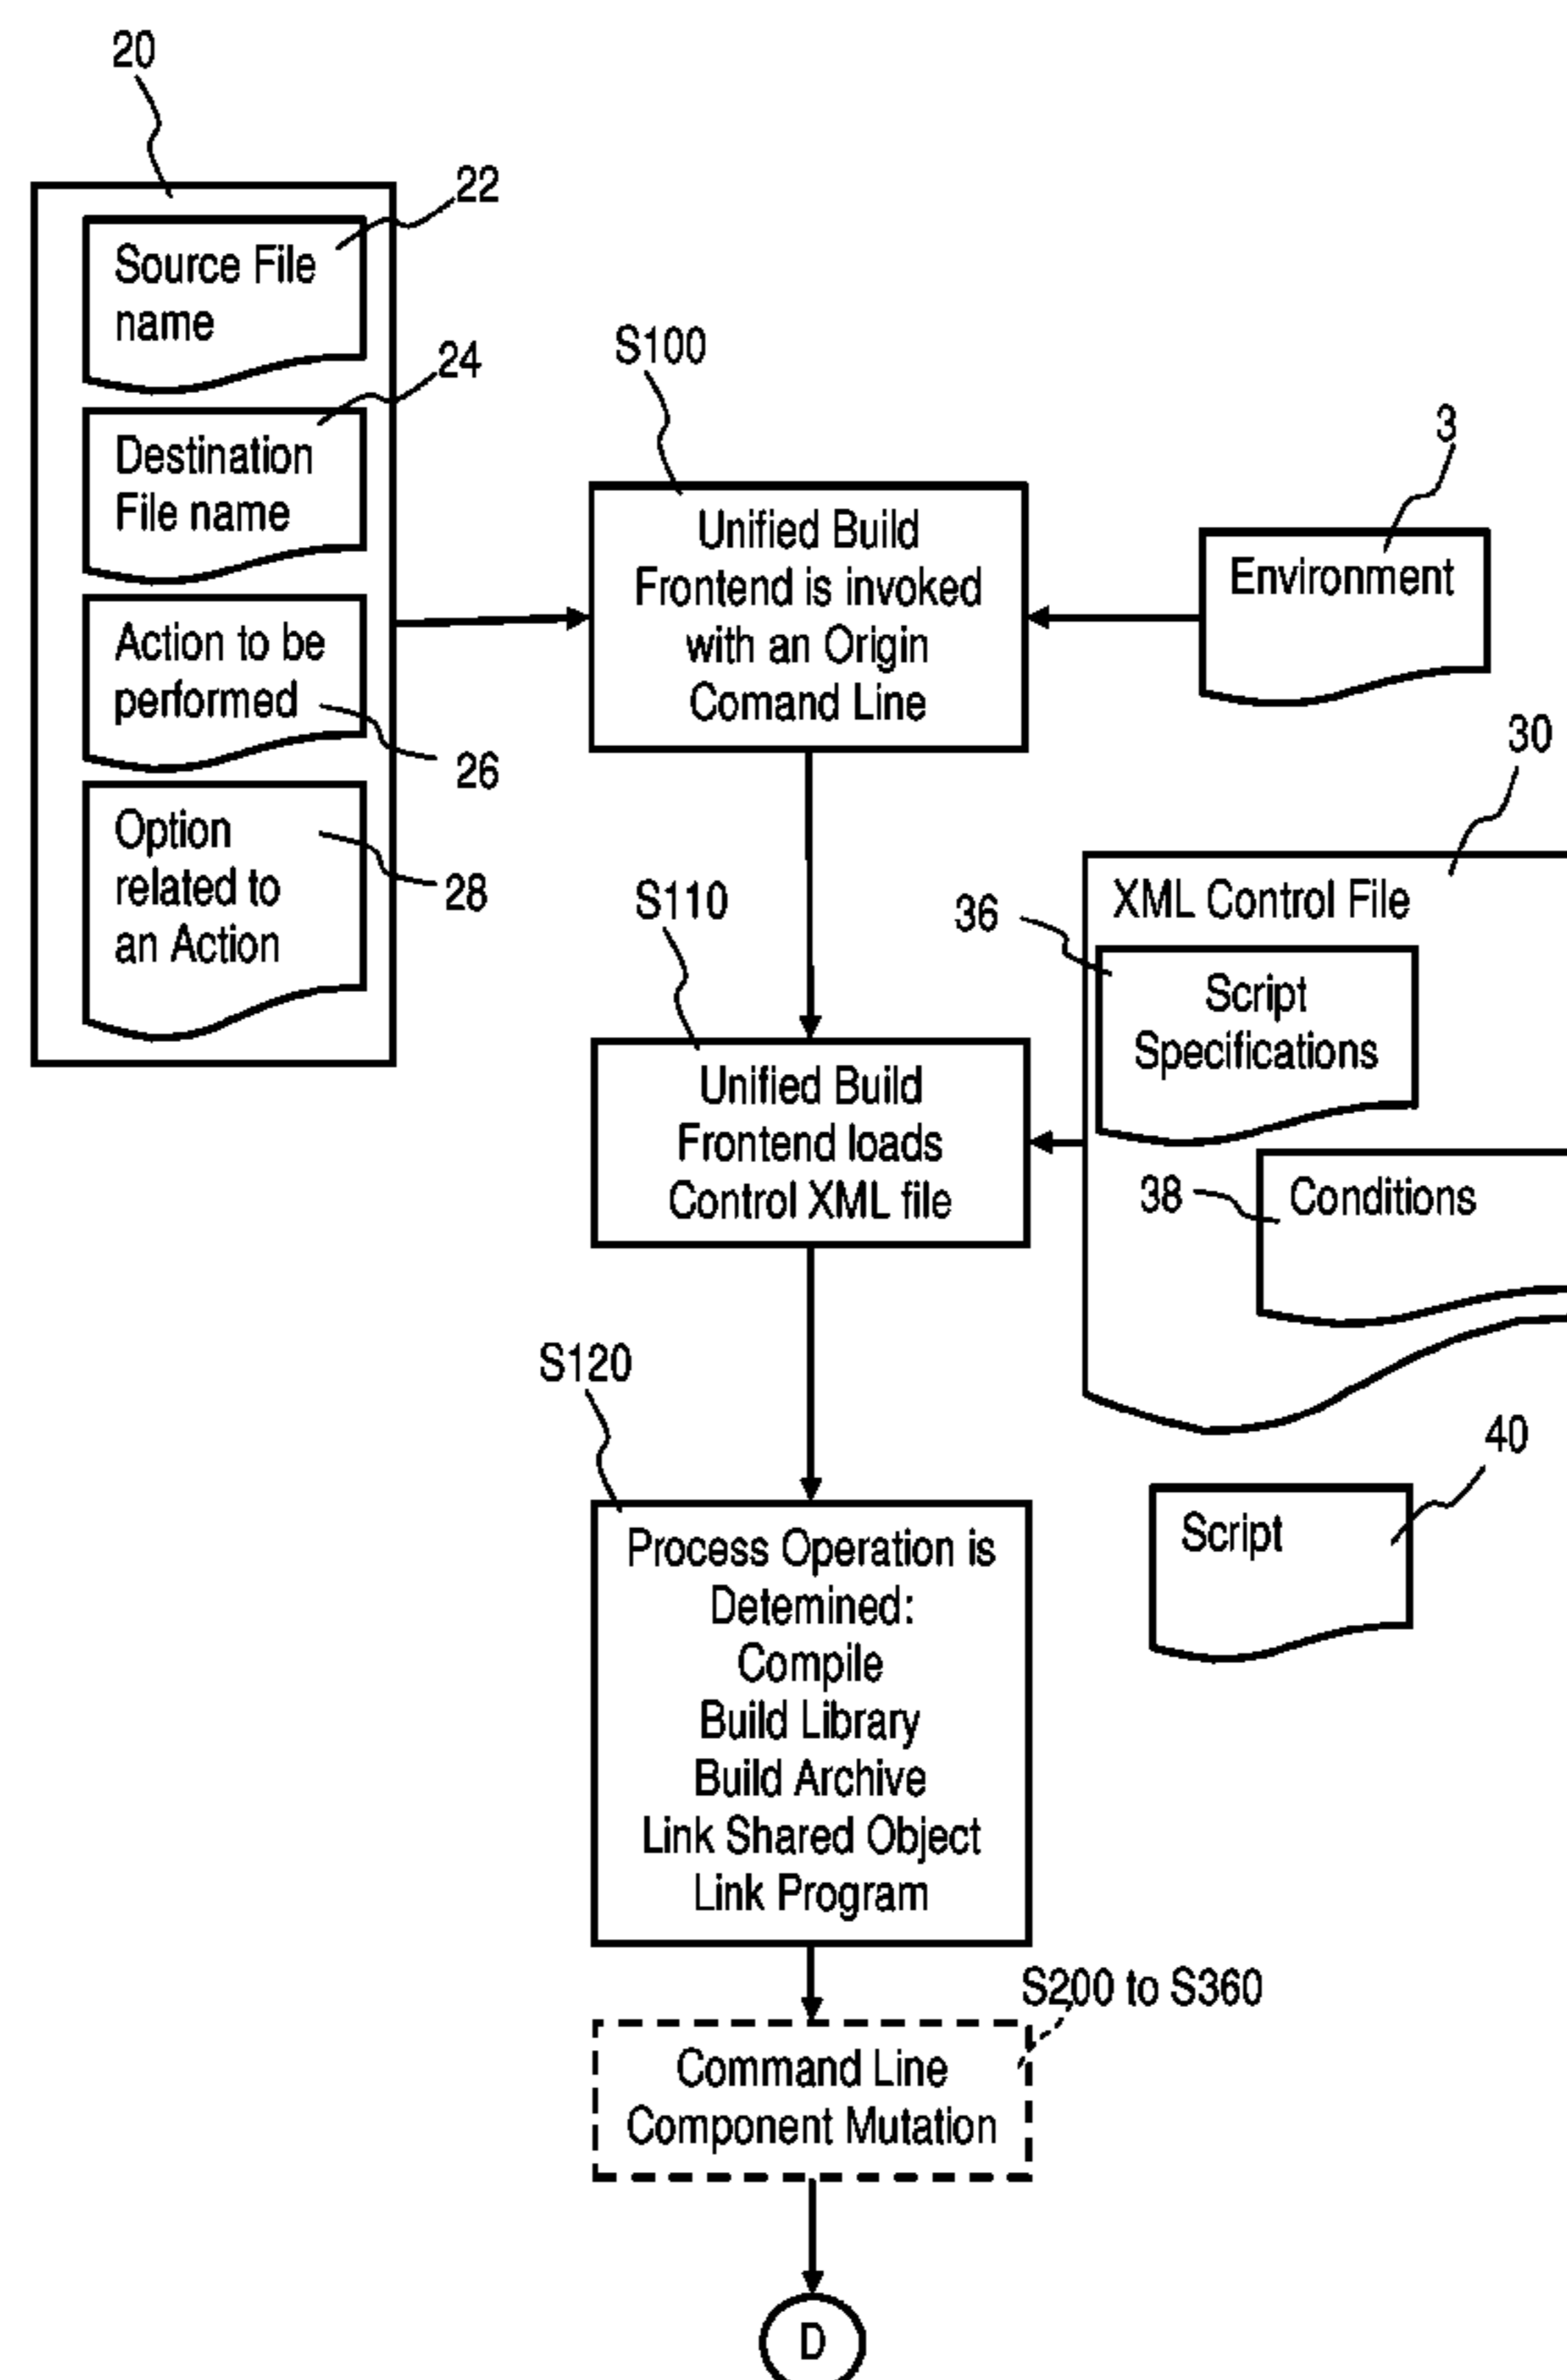 20
22
Source File
name
24
Destination
File name
Action to be
performed
26
Option
related to
an Action
28
S100
Unified Build
Frontend is invoked
with an Origin
Comand Line
3
Environment
30
XML Control File
36
Script
Specifications
38
Conditions
S110
Unified Build
Frontend loads
Control XML file
40
Script
S120
Process Operation is
Detemined:
Compile
Build Library
Build Archive
Link Shared Object
Link Program
S200 to S360
Command Line
Component Mutation
D